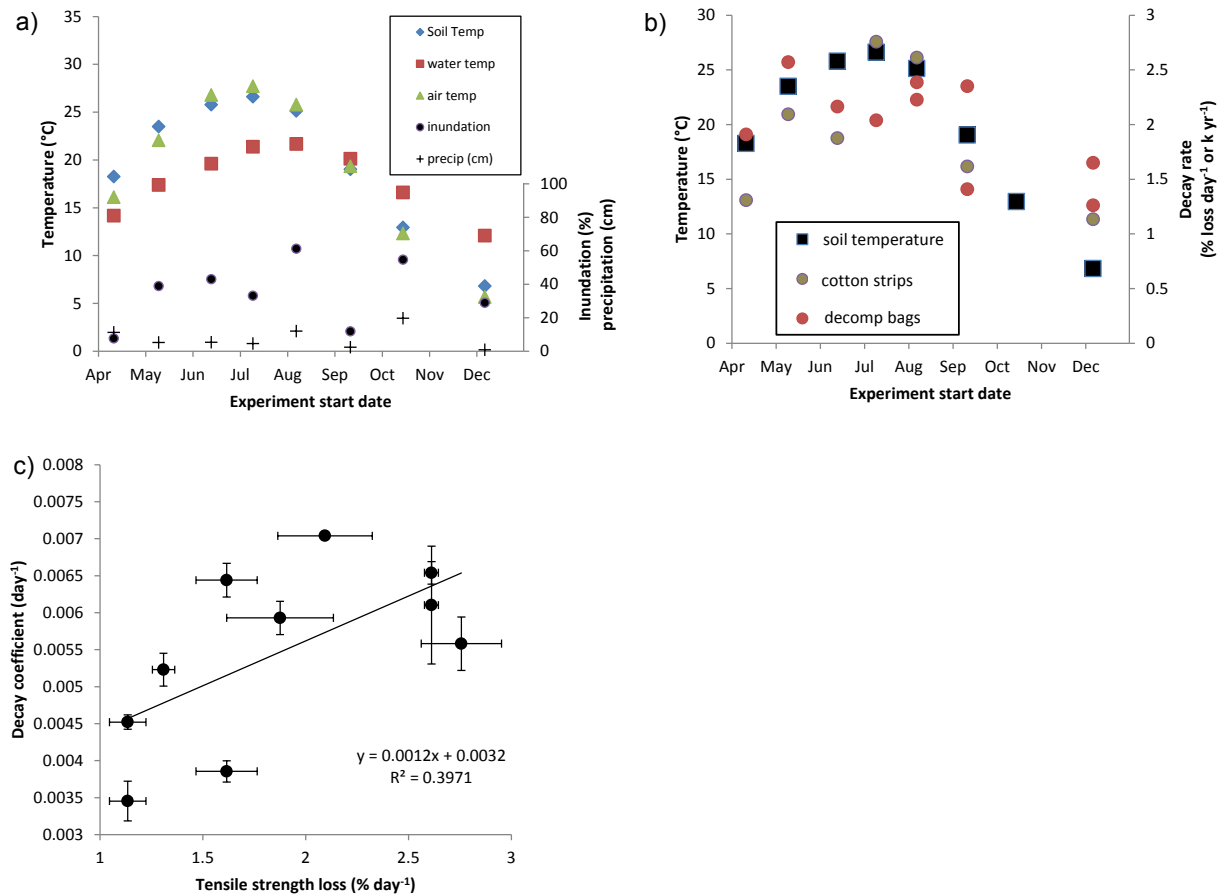 a)
35
30
25
20
15
10
5
0
Temperature (°C)
Soil Temp
water temp
air temp
inundation
precip (cm)
100
80
60
40
20
0
Inundation (%)
precipitation (cm)
Apr May Jun Jul Aug Sep Oct Nov Dec
Experiment start date
b)
30
25
20
15
10
5
0
Temperature (°C)
soil temperature
cotton strips
decomp bags
3
2.5
2
1.5
1
0.5
0
Decay rate
(% loss day⁻¹ or k yr⁻¹)
Apr May Jun Jul Aug Sep Oct Nov Dec
Experiment start date
c)
0.008
0.0075
0.007
0.0065
0.006
0.0055
0.005
0.0045
0.004
0.0035
0.003
Decay coefficient (day⁻¹)
y = 0.0012x + 0.0032
R² = 0.3971
1 1.5 2 2.5 3
Tensile strength loss (% day⁻¹)